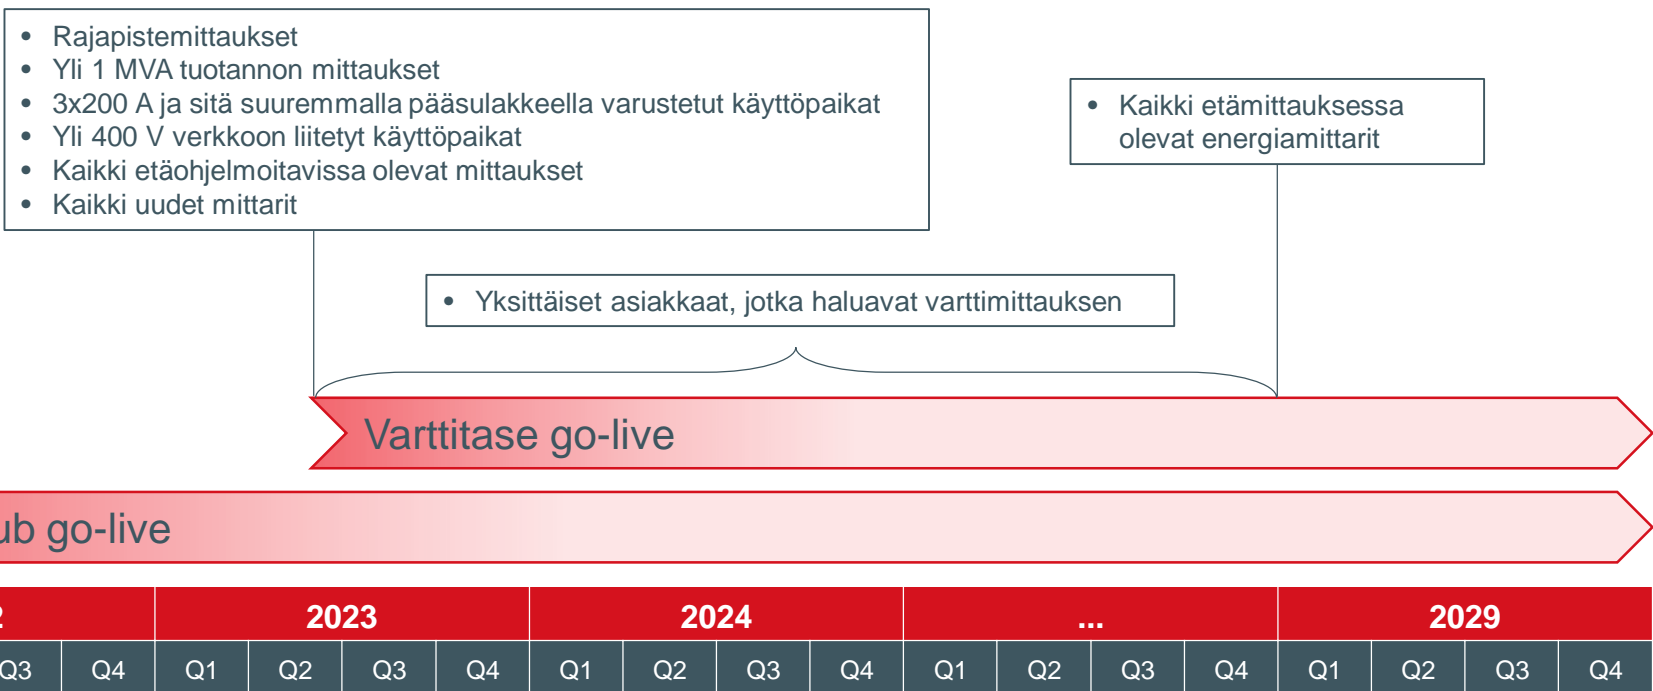 • Rajapistemittaukset
• Yli 1 MVA tuotannon mittaukset
• 3x200 A ja sitä suuremmalla pääsulakkeella varustetut käyttöpaikat
• Yli 400 V verkkoon liitetyt käyttöpaikat
• Kaikki etäohjelmoitavissa olevat mittaukset
• Kaikki uudet mittarit
• Kaikki etämittauksessa
olevat energiamittarit
• Yksittäiset asiakkaat, jotka haluavat varttimittauksen
Varttitase go-live
ub go-live
2 2023 2024 ... 2029
Q3 Q4 Q1 Q2 Q3 Q4 Q1 Q2 Q3 Q4 Q1 Q2 Q3 Q4 Q1 Q2 Q3 Q4